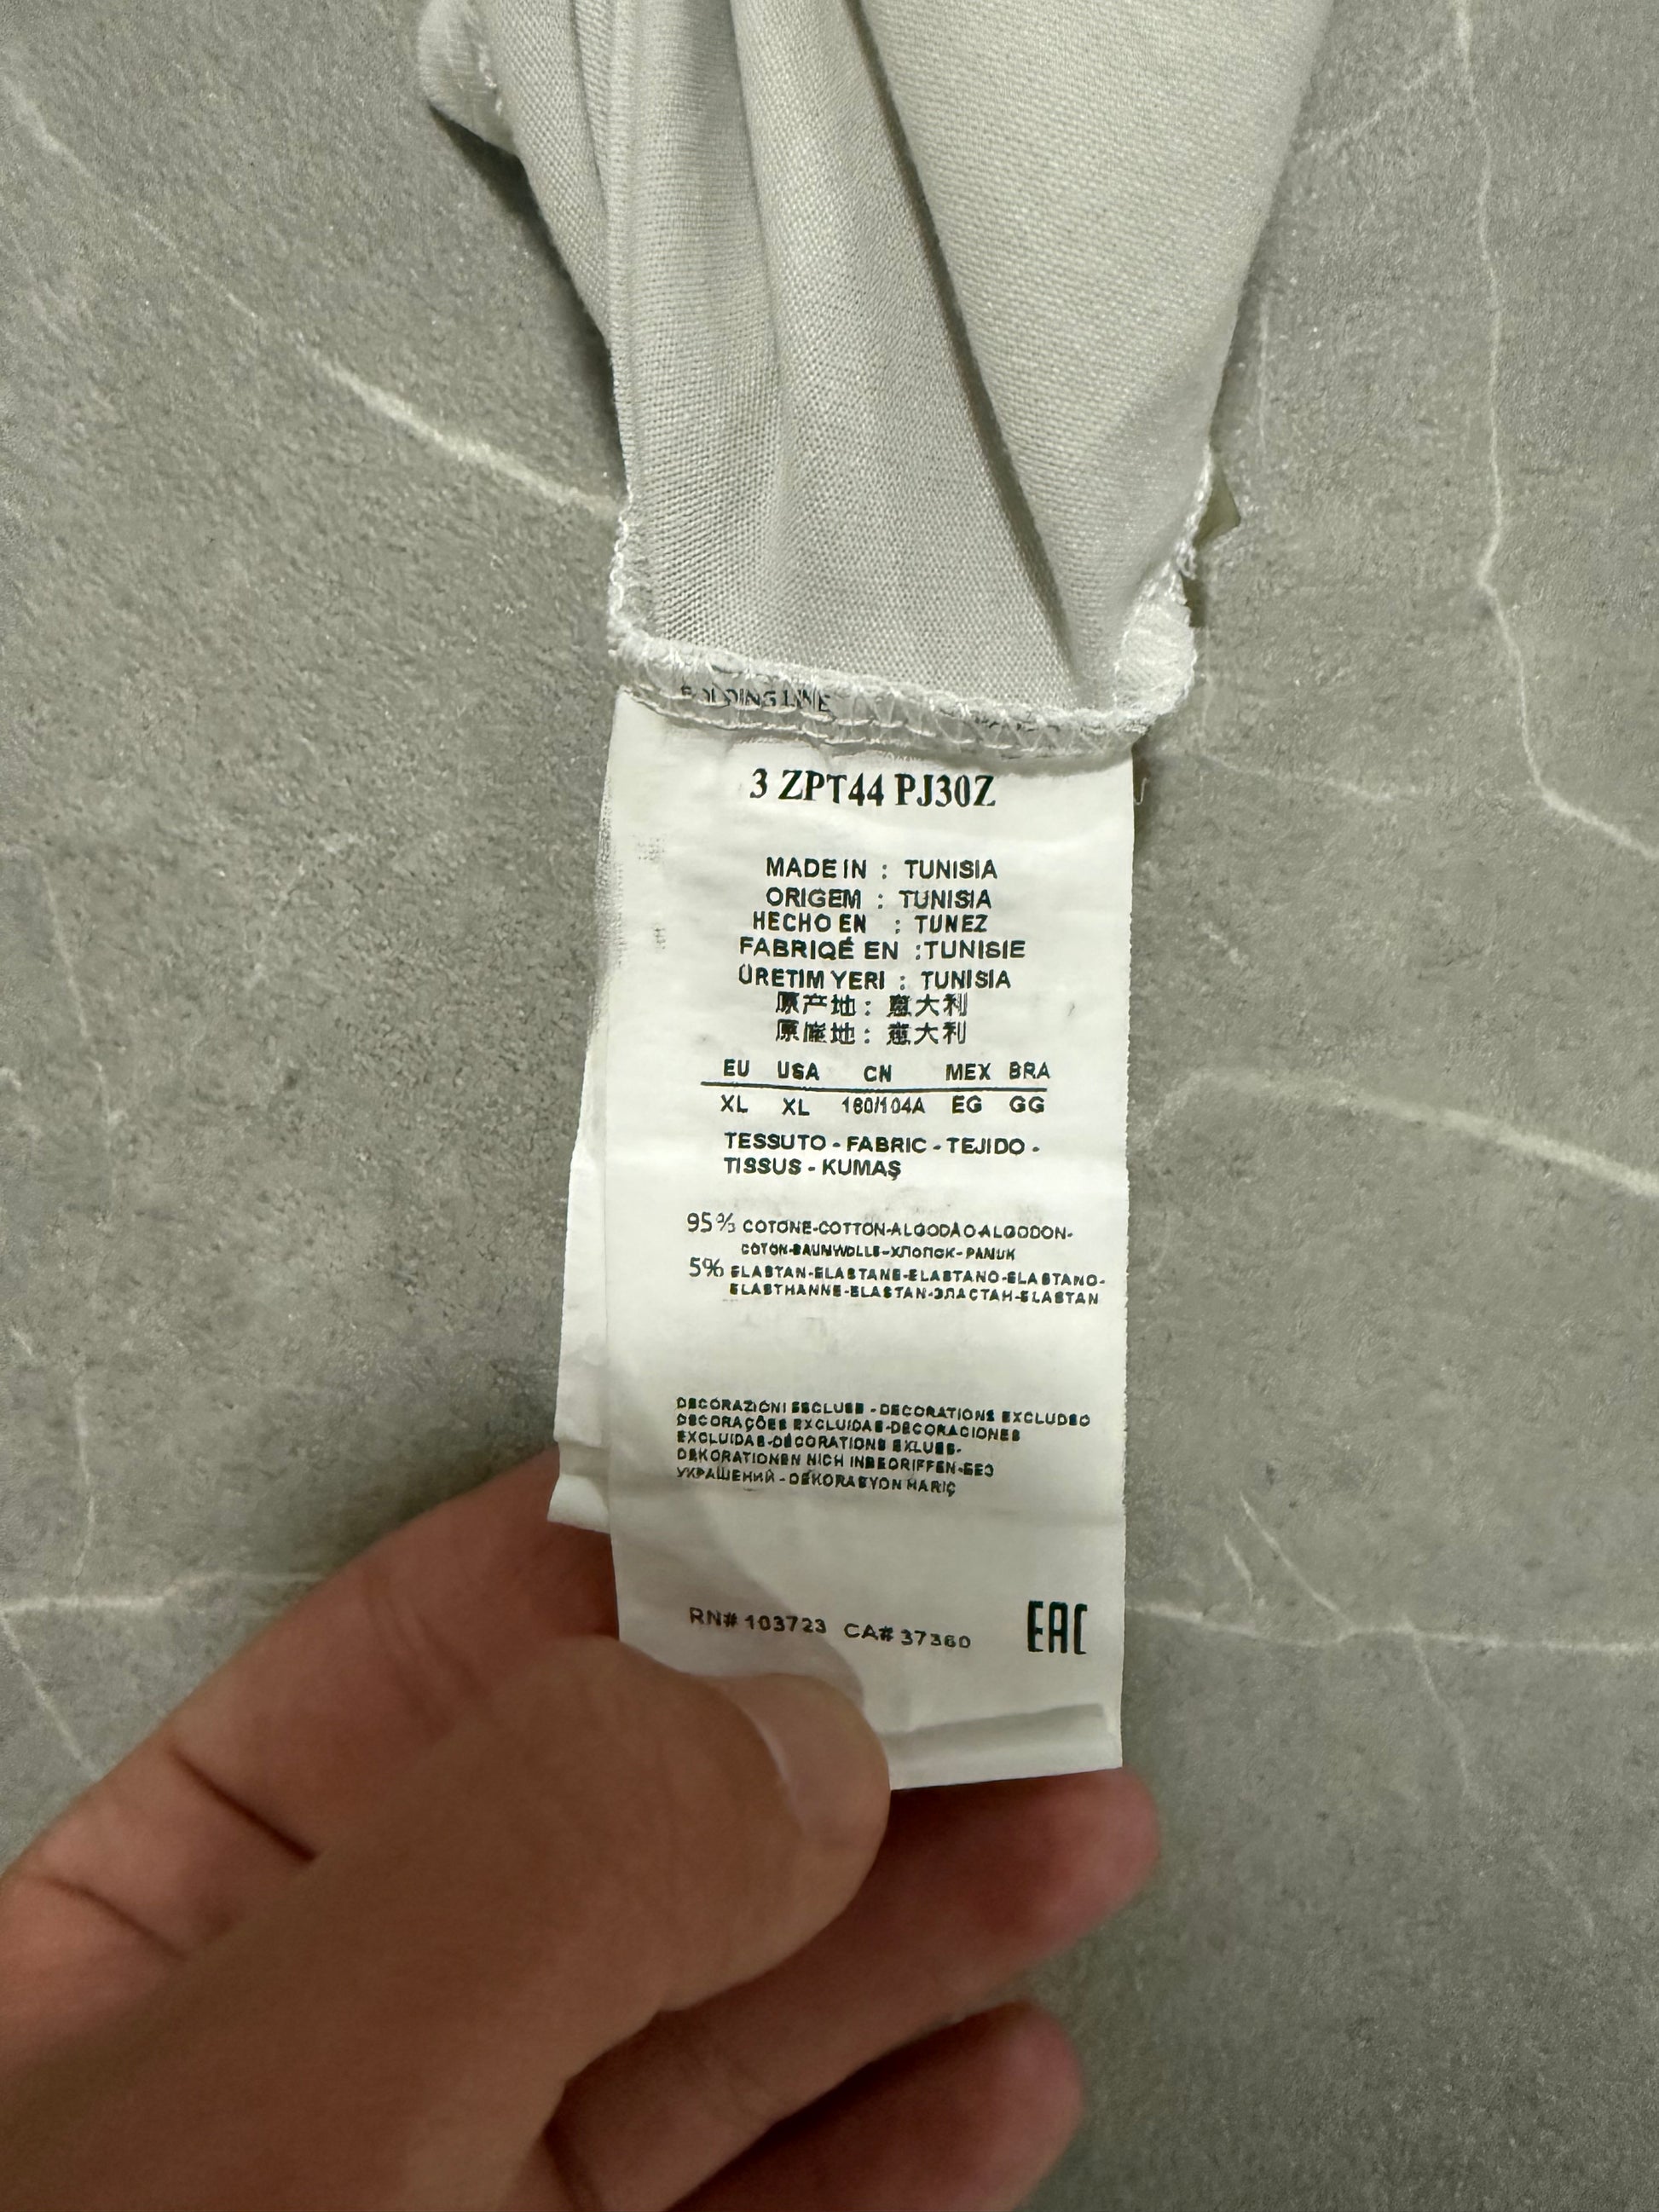 FOLDING LINE
3 ZPT44 PJ30Z
MADE IN : TUNISIA
ORIGEM : TUNISIA
HECHO EN : TUNEZ
FABRIQÉ EN :TUNISIE
ÜRETIM YERI : TUNISIA
原产地：意大利
原産地：意大利
EU USA CN MEX BRA
XL XL 180/104A EG GG
TESSUTO - FABRIC - TEJIDO -
TISSUS - KUMAŞ
95% COTONE-COTTON-ALGODÃO-ALGODON-
COTON-BAUMWOLLE-ХЛОПОК-PAMUK
5% ELASTAN-ELASTANE-ELASTANO-ELASTANO-
ELASTHANNE-ELASTAN-ЭЛАСТАН-ELASTAN
DECORAZIONI ESCLUSE - DECORATIONS EXCLUDED
DECORAÇÕES EXCLUIDAS-DECORACIONES
EXCLUIDAS-DÉCORATIONS EXLUES-
DEKORATIONEN NICH INBEGRIFFEN-БЕЗ
УКРАШЕНИЙ - DEKORASYON HARIÇ
RN# 103723 CA# 37360 EAC